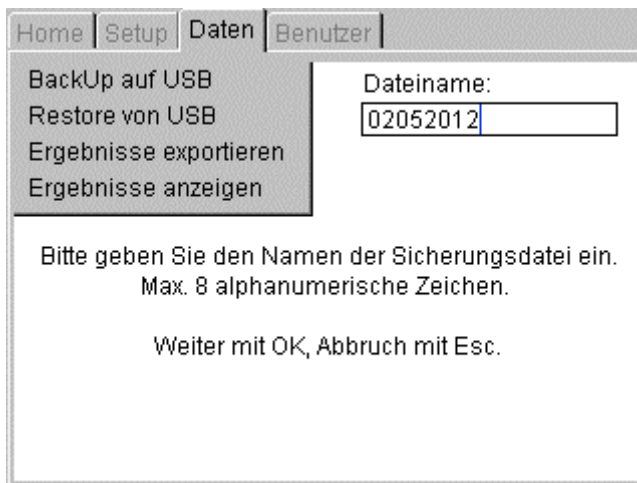 Home Setup Daten Benutzer
BackUp auf USB
Restore von USB
Ergebnisse exportieren
Ergebnisse anzeigen
Dateiname:
02052012
Bitte geben Sie den Namen der Sicherungsdatei ein.
Max. 8 alphanumerische Zeichen.
Weiter mit OK, Abbruch mit Esc.